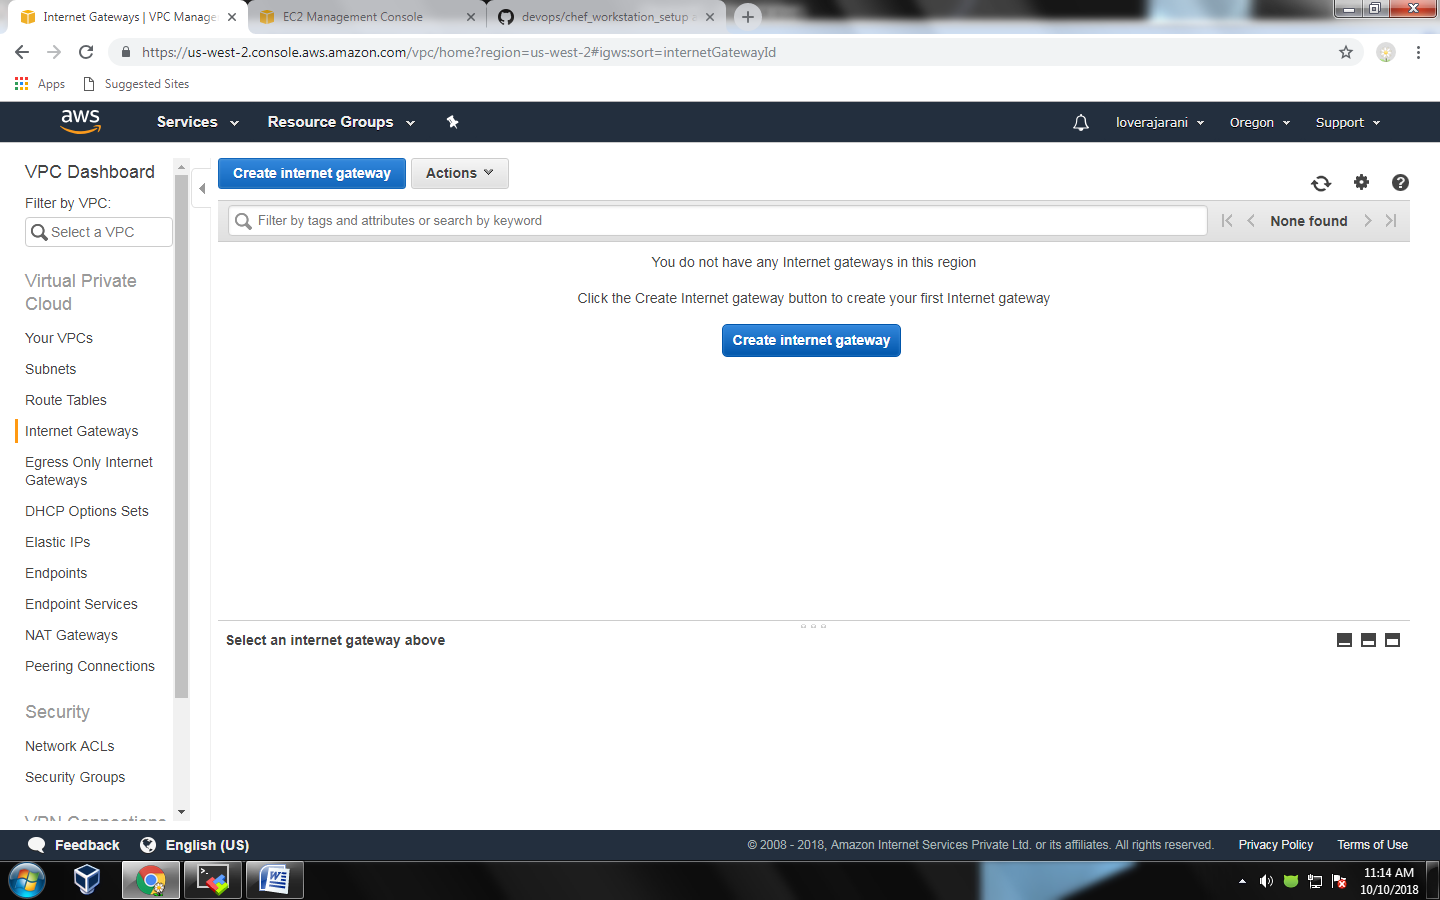 Internet Gateways | VPC Manage
EC2 Management Console
devops/chef_workstation_setup a
https://us-west-2.console.aws.amazon.com/vpc/home?region=us-west-2#igws:sort=internetGatewayId
Apps
Suggested Sites
aws
Services
Resource Groups
loverajarani
Oregon
Support
VPC Dashboard
Filter by VPC:
Select a VPC
Virtual Private
Cloud
Your VPCs
Subnets
Route Tables
Internet Gateways
Egress Only Internet
Gateways
DHCP Options Sets
Elastic IPs
Endpoints
Endpoint Services
NAT Gateways
Peering Connections
Security
Network ACLs
Security Groups
VPN Connections
Create internet gateway
Actions
Filter by tags and attributes or search by keyword
None found
You do not have any Internet gateways in this region
Click the Create Internet gateway button to create your first Internet gateway
Create internet gateway
Select an internet gateway above
Feedback
English (US)
© 2008 - 2018, Amazon Internet Services Private Ltd. or its affiliates. All rights reserved.
Privacy Policy
Terms of Use
11:14 AM
10/10/2018